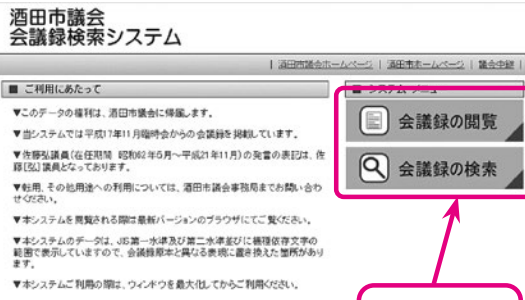 酒田市議会
会議録検索システム
| 酒田市議会ホームページ | 酒田市ホームページ | 議会中継 |
■ ご利用にあたって
▼このデータの権利は、酒田市議会に帰属します。
▼当システムでは平成17年11月臨時会からの会議録を掲載しています。
▼佐藤弘議員(在任期間 昭和62年5月~平成21年11月)の発言の表記は、佐
藤[弘]議員となっております。
▼転用、その他用途への利用については、酒田市議会事務局までお問い合わ
せください。
▼本システムを閲覧される際は最新バージョンのブラウザにてご覧ください。
▼本システムのデータは、JIS第一水準及び第二水準並びに機種依存文字の
範囲で表示していますので、会議録原本と異なる表現に置き換えた箇所があり
ます。
▼本システムご利用の際は、ウィンドウを最大化してからご利用ください。
■ システムメニュー
会議録の閲覧
会議録の検索